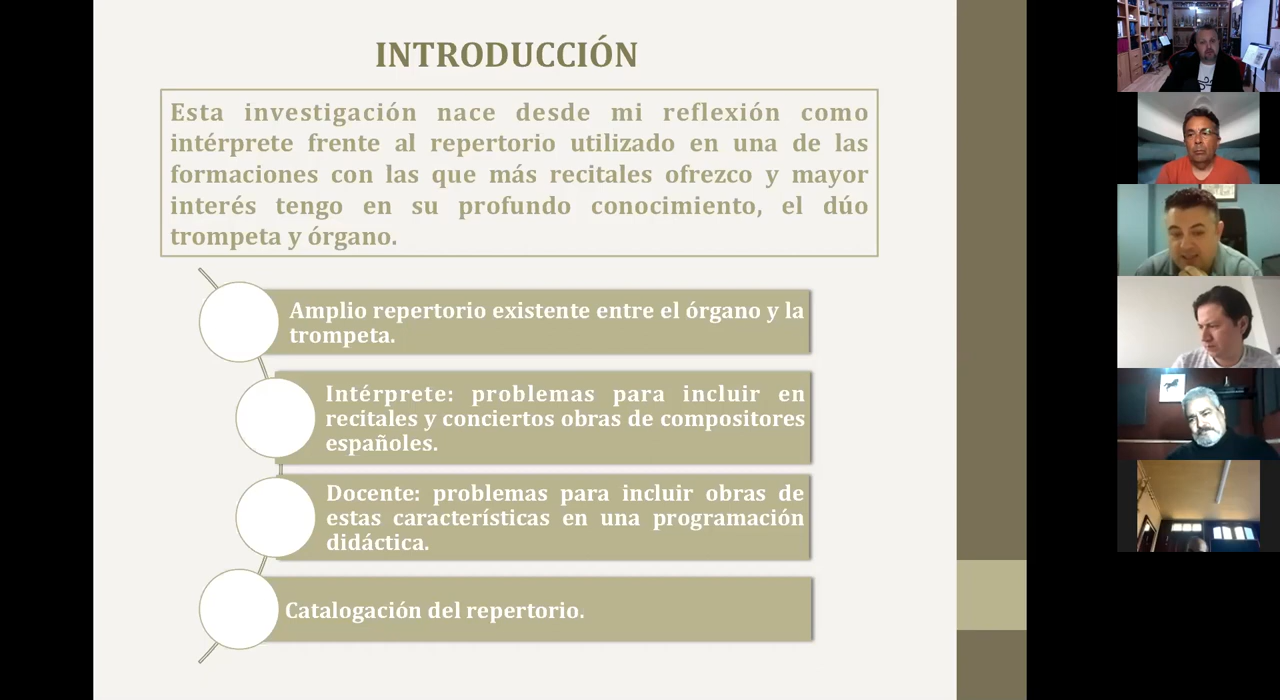 INTRODUCCIÓN
Esta investigación nace desde mi reflexión como
intérprete frente al repertorio utilizado en una de las
formaciones con las que más recitales ofrezco y mayor
interés tengo en su profundo conocimiento, el dúo
trompeta y órgano.
Amplio repertorio existente entre el órgano y la
trompeta.
Intérprete: problemas para incluir en
recitales y conciertos obras de compositores
españoles.
Docente: problemas para incluir obras de
estas características en una programación
didáctica.
Catalogación del repertorio.